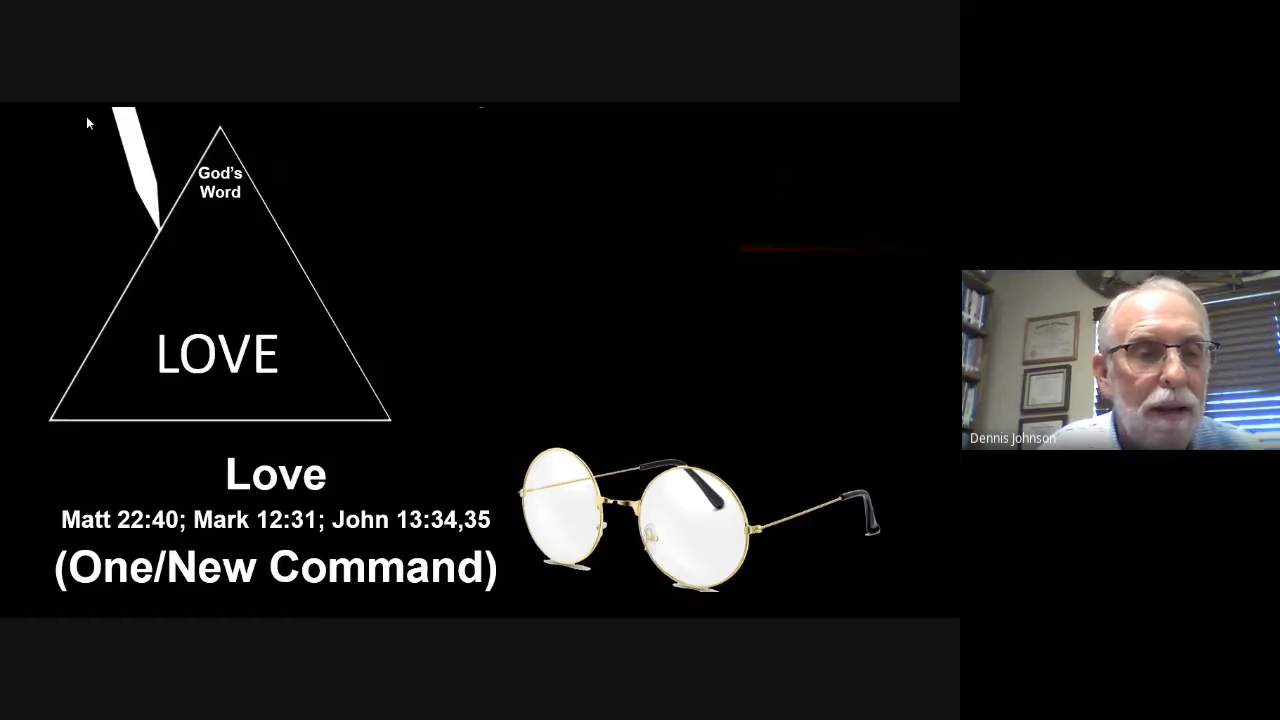 God's
Word
LOVE
Love
Matt 22:40; Mark 12:31; John 13:34,35
(One/New Command)
Dennis Johnson